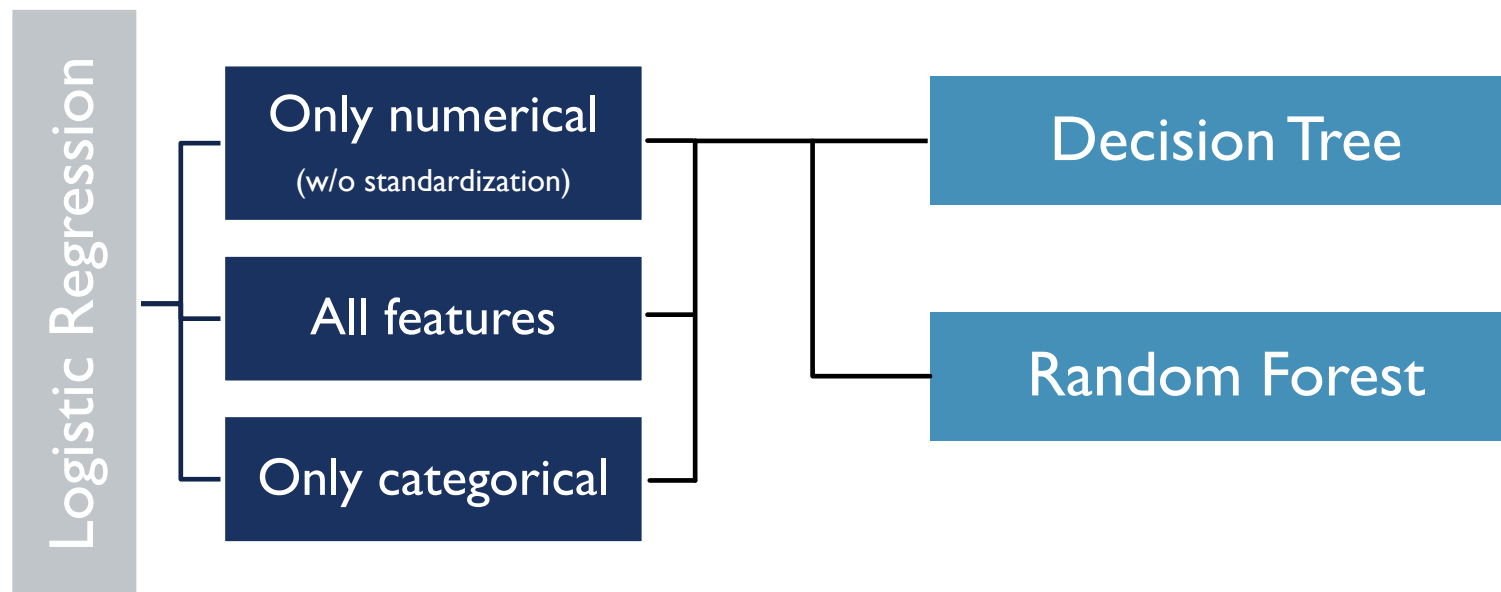 Logistic Regression
Only numerical
(w/o standardization)
All features
Only categorical
Decision Tree
Random Forest